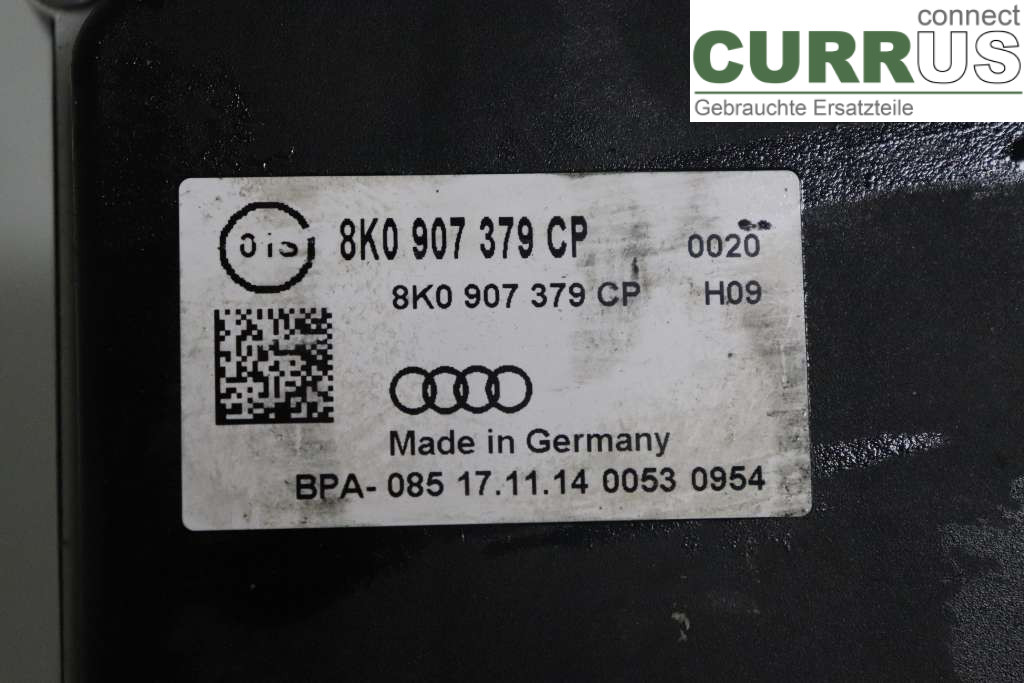 connect
CURRUS
Gebrauchte Ersatzteile
8K0 907 379 CP 0020
8K0 907 379 CP H09
Made in Germany
BPA- 085 17.11.14 0053 0954